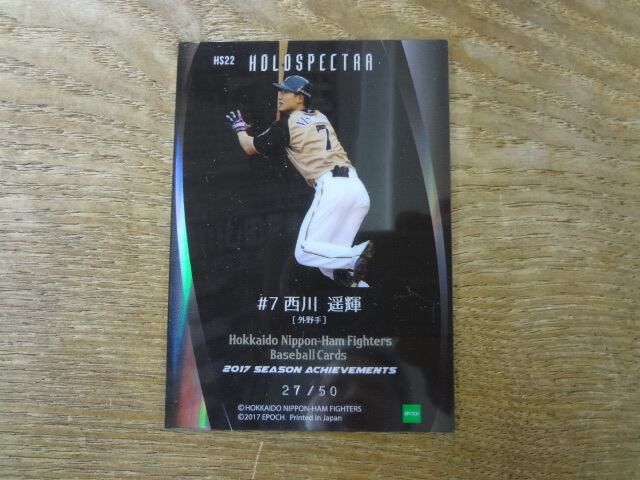 HS22 HOLOSPECTRA
7
#7 西川 遥輝
[外野手]
Hokkaido Nippon-Ham Fighters
Baseball Cards
2017 SEASON ACHIEVEMENTS
27/50
©HOKKAIDO NIPPON-HAM FIGHTERS
©2017 EPOCH Printed in Japan
EPOCH